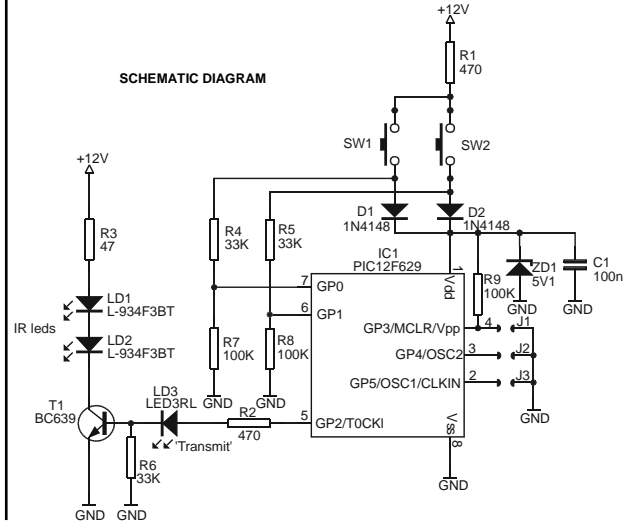 +12V
R1
470
SCHEMATIC DIAGRAM
SW1
SW2
+12V
R3
47
R4
33K
R5
33K
D1
1N4148
D2
1N4148
IC1
PIC12F629
R9
100K
ZD1
5V1
C1
100n
GND
GND
1
Vdd
7
GP0
6
GP1
LD1
L-934F3BT
IR leds
LD2
L-934F3BT
R7
100K
R8
100K
GP3/MCLR/Vpp
4
J1
GP4/OSC2
3
J2
GP5/OSC1/CLKIN
2
J3
GND
GND
GND
T1
BC639
LD3
LED3RL
'Transmit'
R2
470
5
GP2/T0CKI
Vss
8
R6
33K
GND
GND
GND